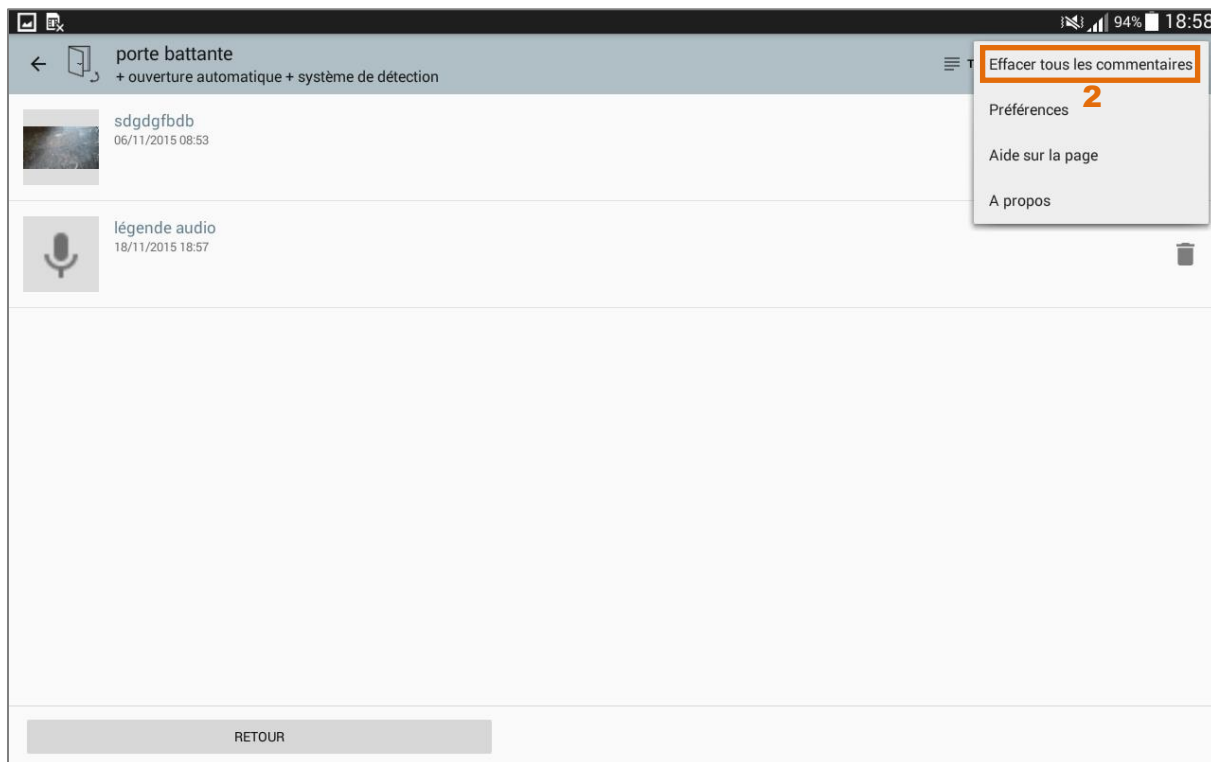 94% 18:58
porte battante
+ ouverture automatique + système de détection
Effacer tous les commentaires
2
Préférences
Aide sur la page
A propos
sdgdgfbdb
06/11/2015 08:53
légende audio
18/11/2015 18:57
RETOUR